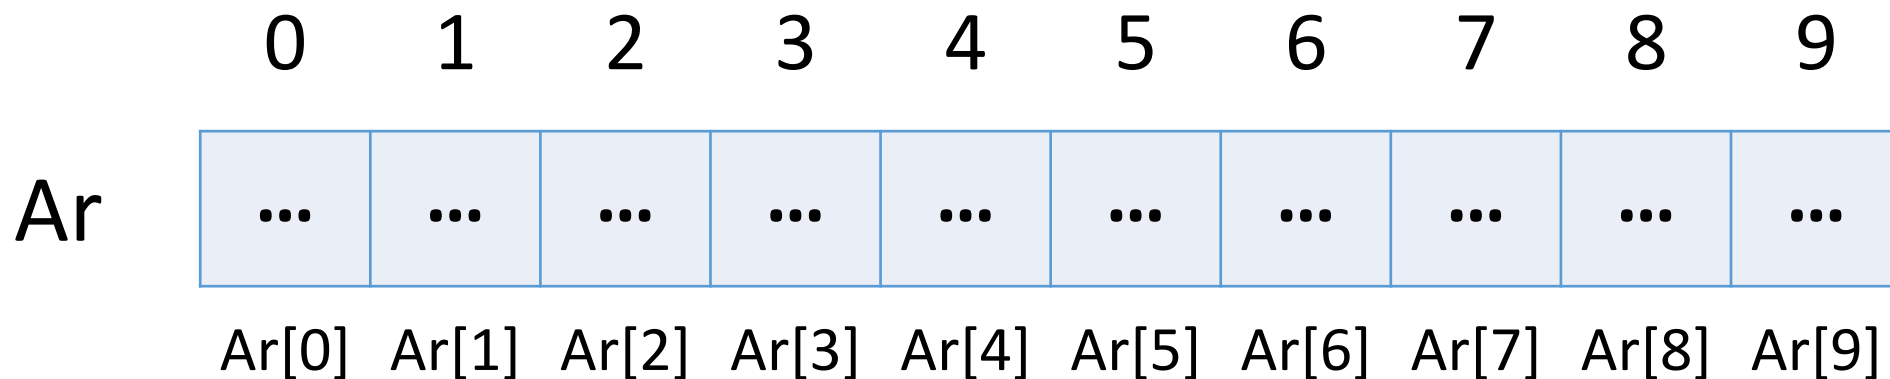 0 1 2 3 4 5 6 7 8 9
Ar ... ... ... ... ... ... ... ... ... ...
Ar[0] Ar[1] Ar[2] Ar[3] Ar[4] Ar[5] Ar[6] Ar[7] Ar[8] Ar[9]